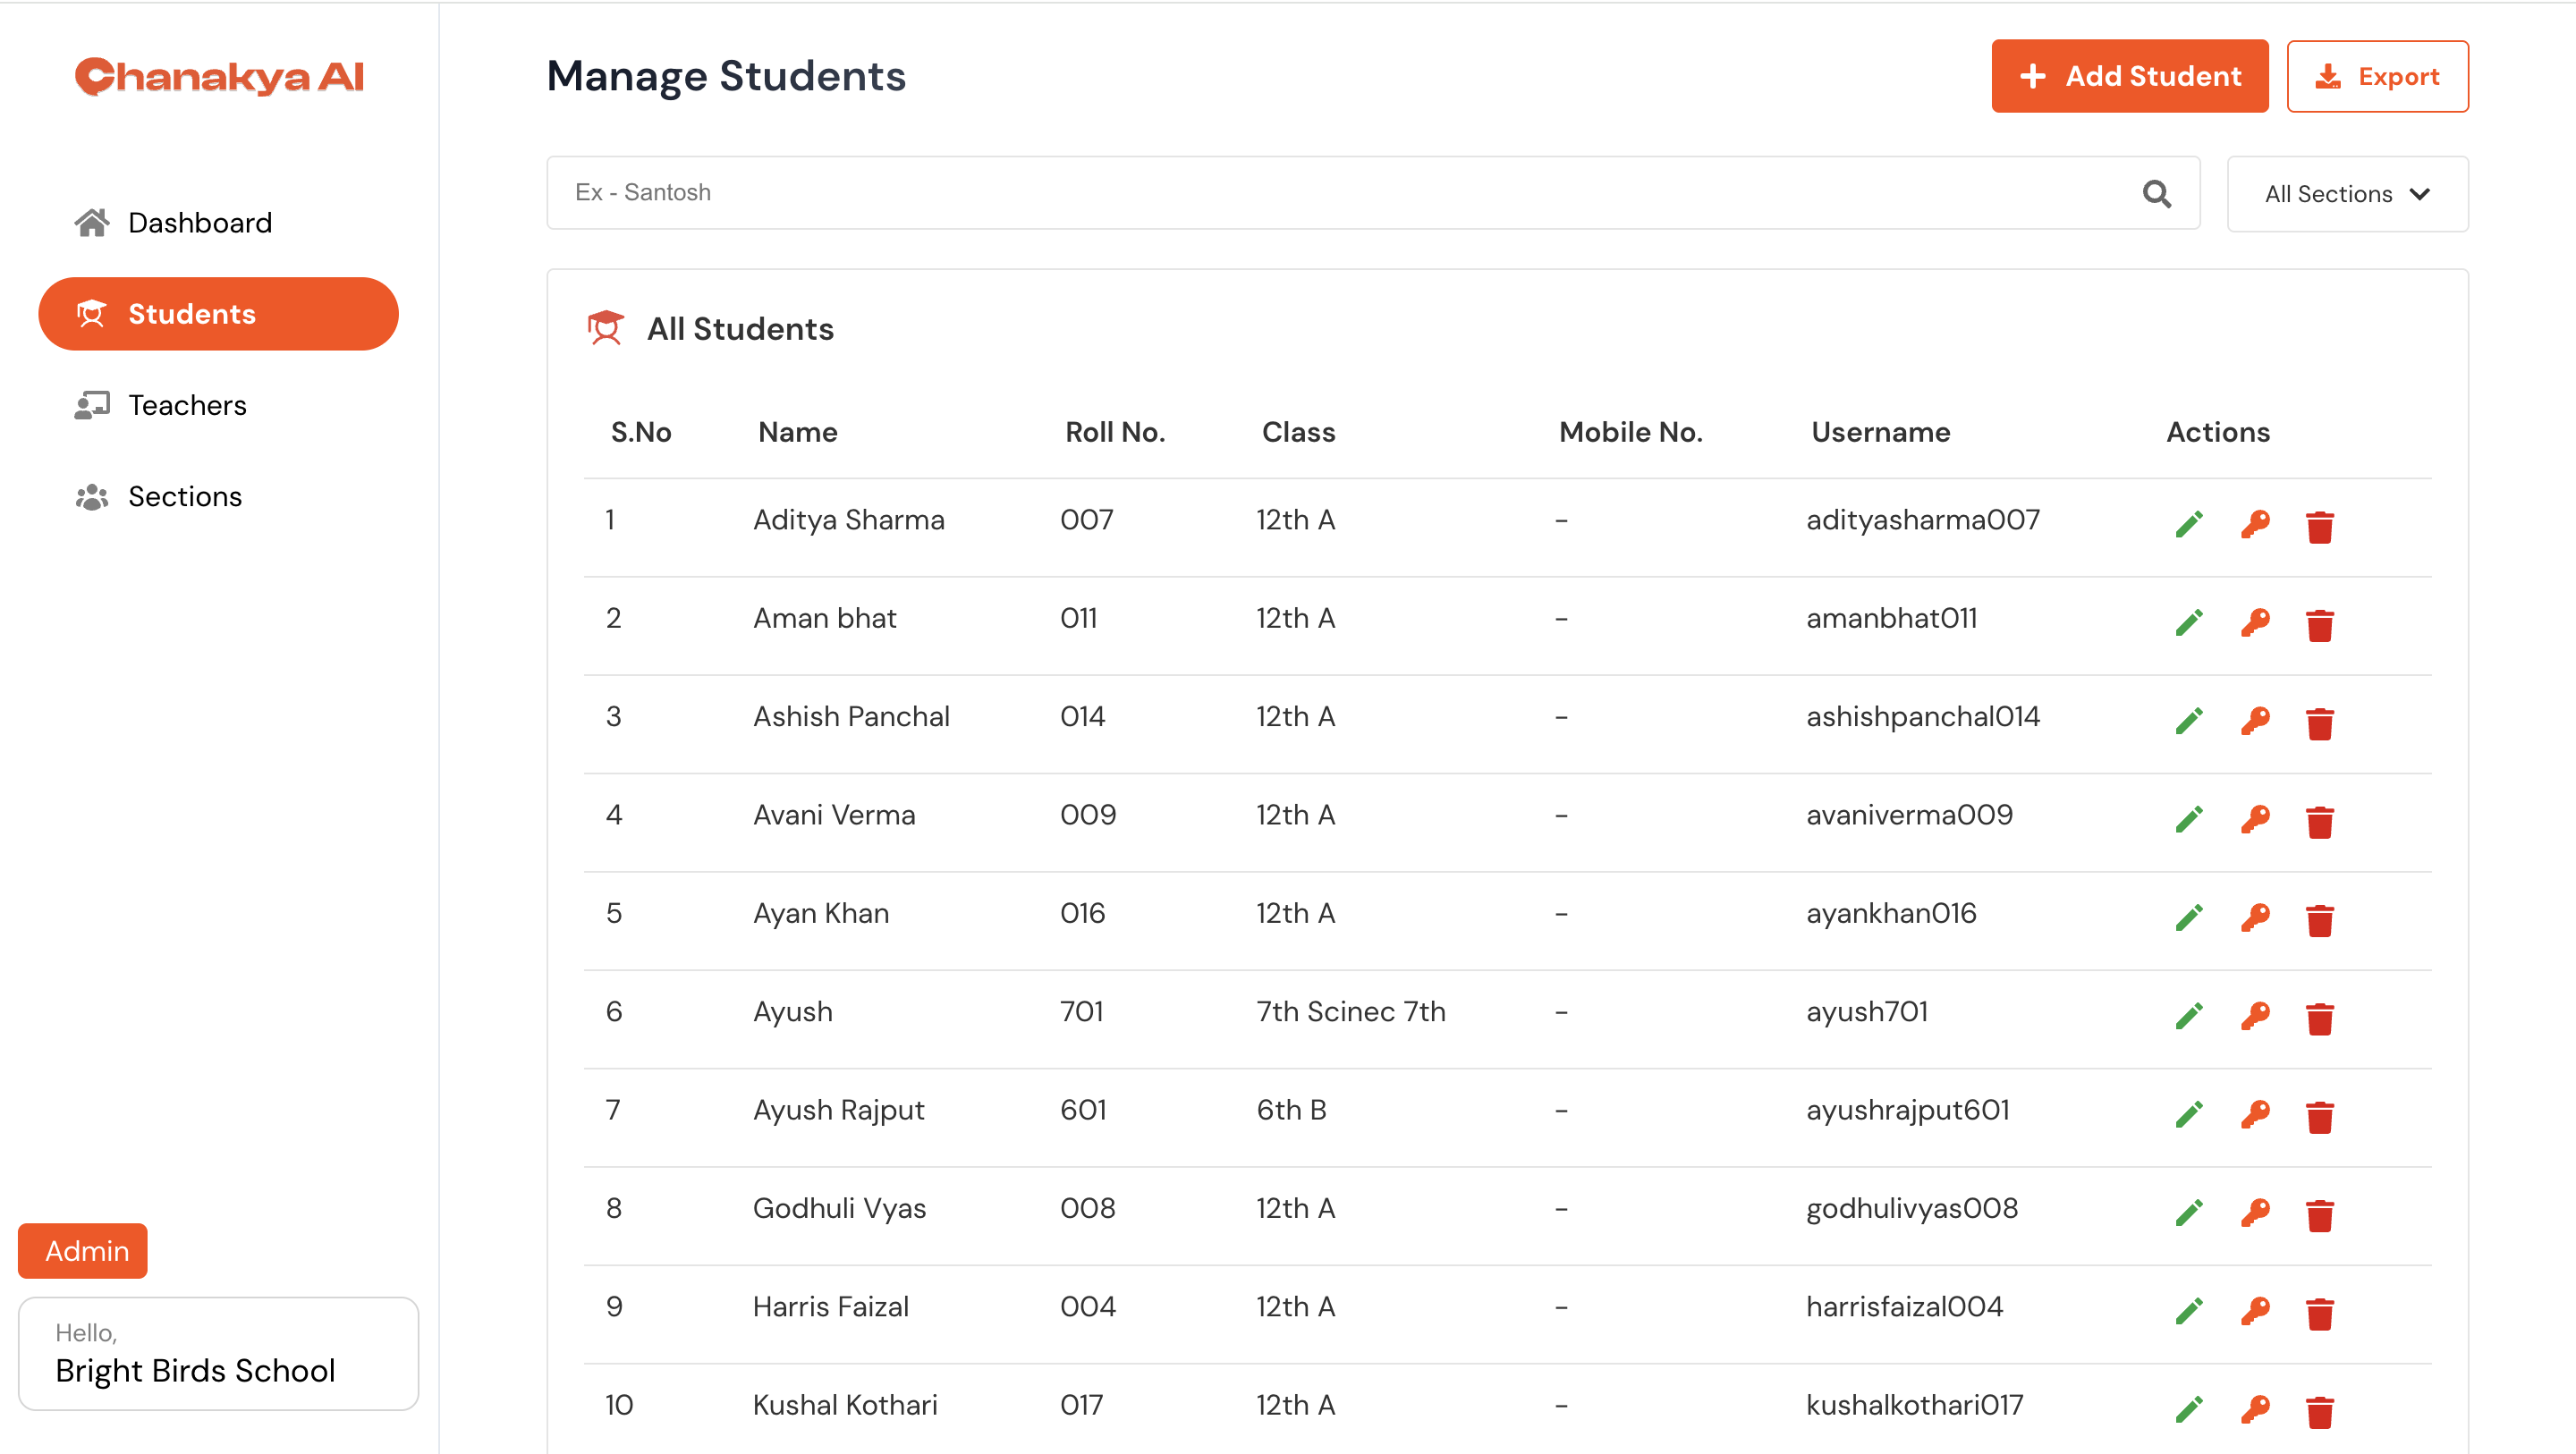 Chanakya AI
Dashboard
Students
Teachers
Sections
Admin
Hello,
Bright Birds School
Manage Students
Add Student
Export
Ex - Santosh
All Sections
All Students
S.No Name Roll No. Class Mobile No. Username Actions
1 Aditya Sharma 007 12th A - adityasharma007
2 Aman bhat 011 12th A - amanbhat011
3 Ashish Panchal 014 12th A - ashishpanchal014
4 Avani Verma 009 12th A - avaniverma009
5 Ayan Khan 016 12th A - ayankhan016
6 Ayush 701 7th Scinec 7th - ayush701
7 Ayush Rajput 601 6th B - ayushrajput601
8 Godhuli Vyas 008 12th A - godhulivyas008
9 Harris Faizal 004 12th A - harrisfaizal004
10 Kushal Kothari 017 12th A - kushalkothari017